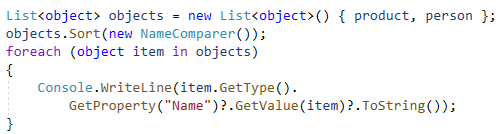 List<object> objects = new List<object>() { product, person };
objects.Sort(new NameComparer());
foreach (object item in objects)
{
Console.WriteLine(item.GetType().
GetProperty("Name")?.GetValue(item)?.ToString());
}